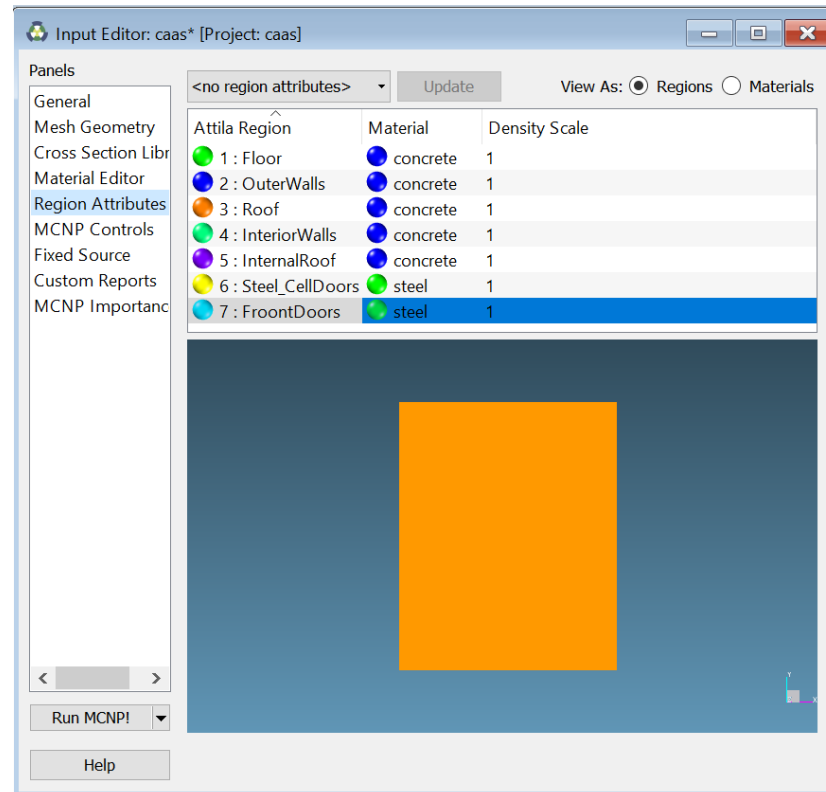 Input Editor: caas* [Project: caas]
Panels
General
Mesh Geometry
Cross Section Libr
Material Editor
Region Attributes
MCNP Controls
Fixed Source
Custom Reports
MCNP Importanc
Run MCNP!
Help
<no region attributes> Update View As: Regions Materials
Attila Region Material Density Scale
1 : Floor concrete 1
2 : OuterWalls concrete 1
3 : Roof concrete 1
4 : InteriorWalls concrete 1
5 : InternalRoof concrete 1
6 : Steel_CellDoors steel 1
7 : FroontDoors steel 1
Y
X